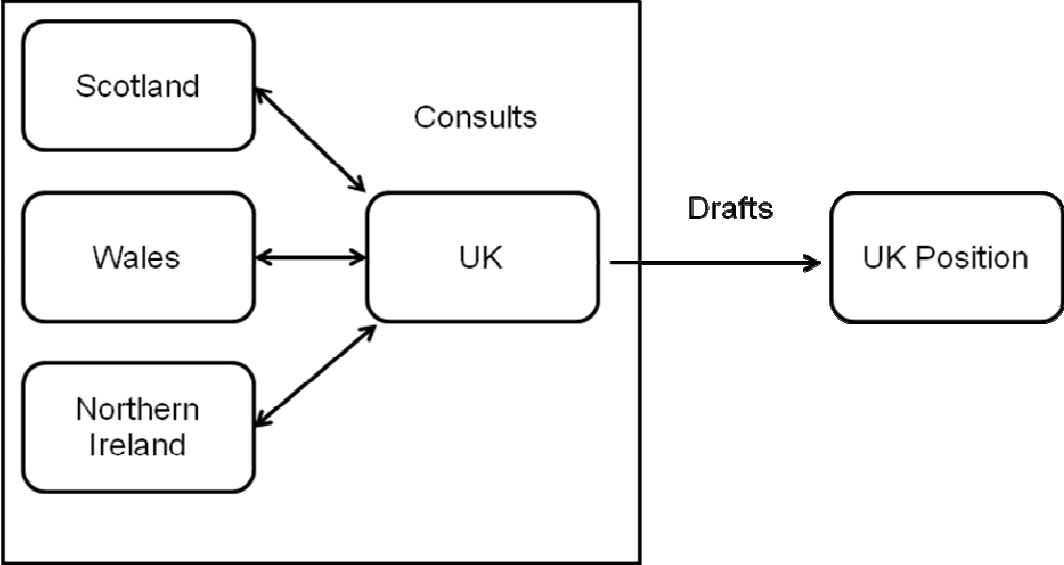 Scotland
Consults
Drafts
Wales
UK
UK Position
Northern
Ireland